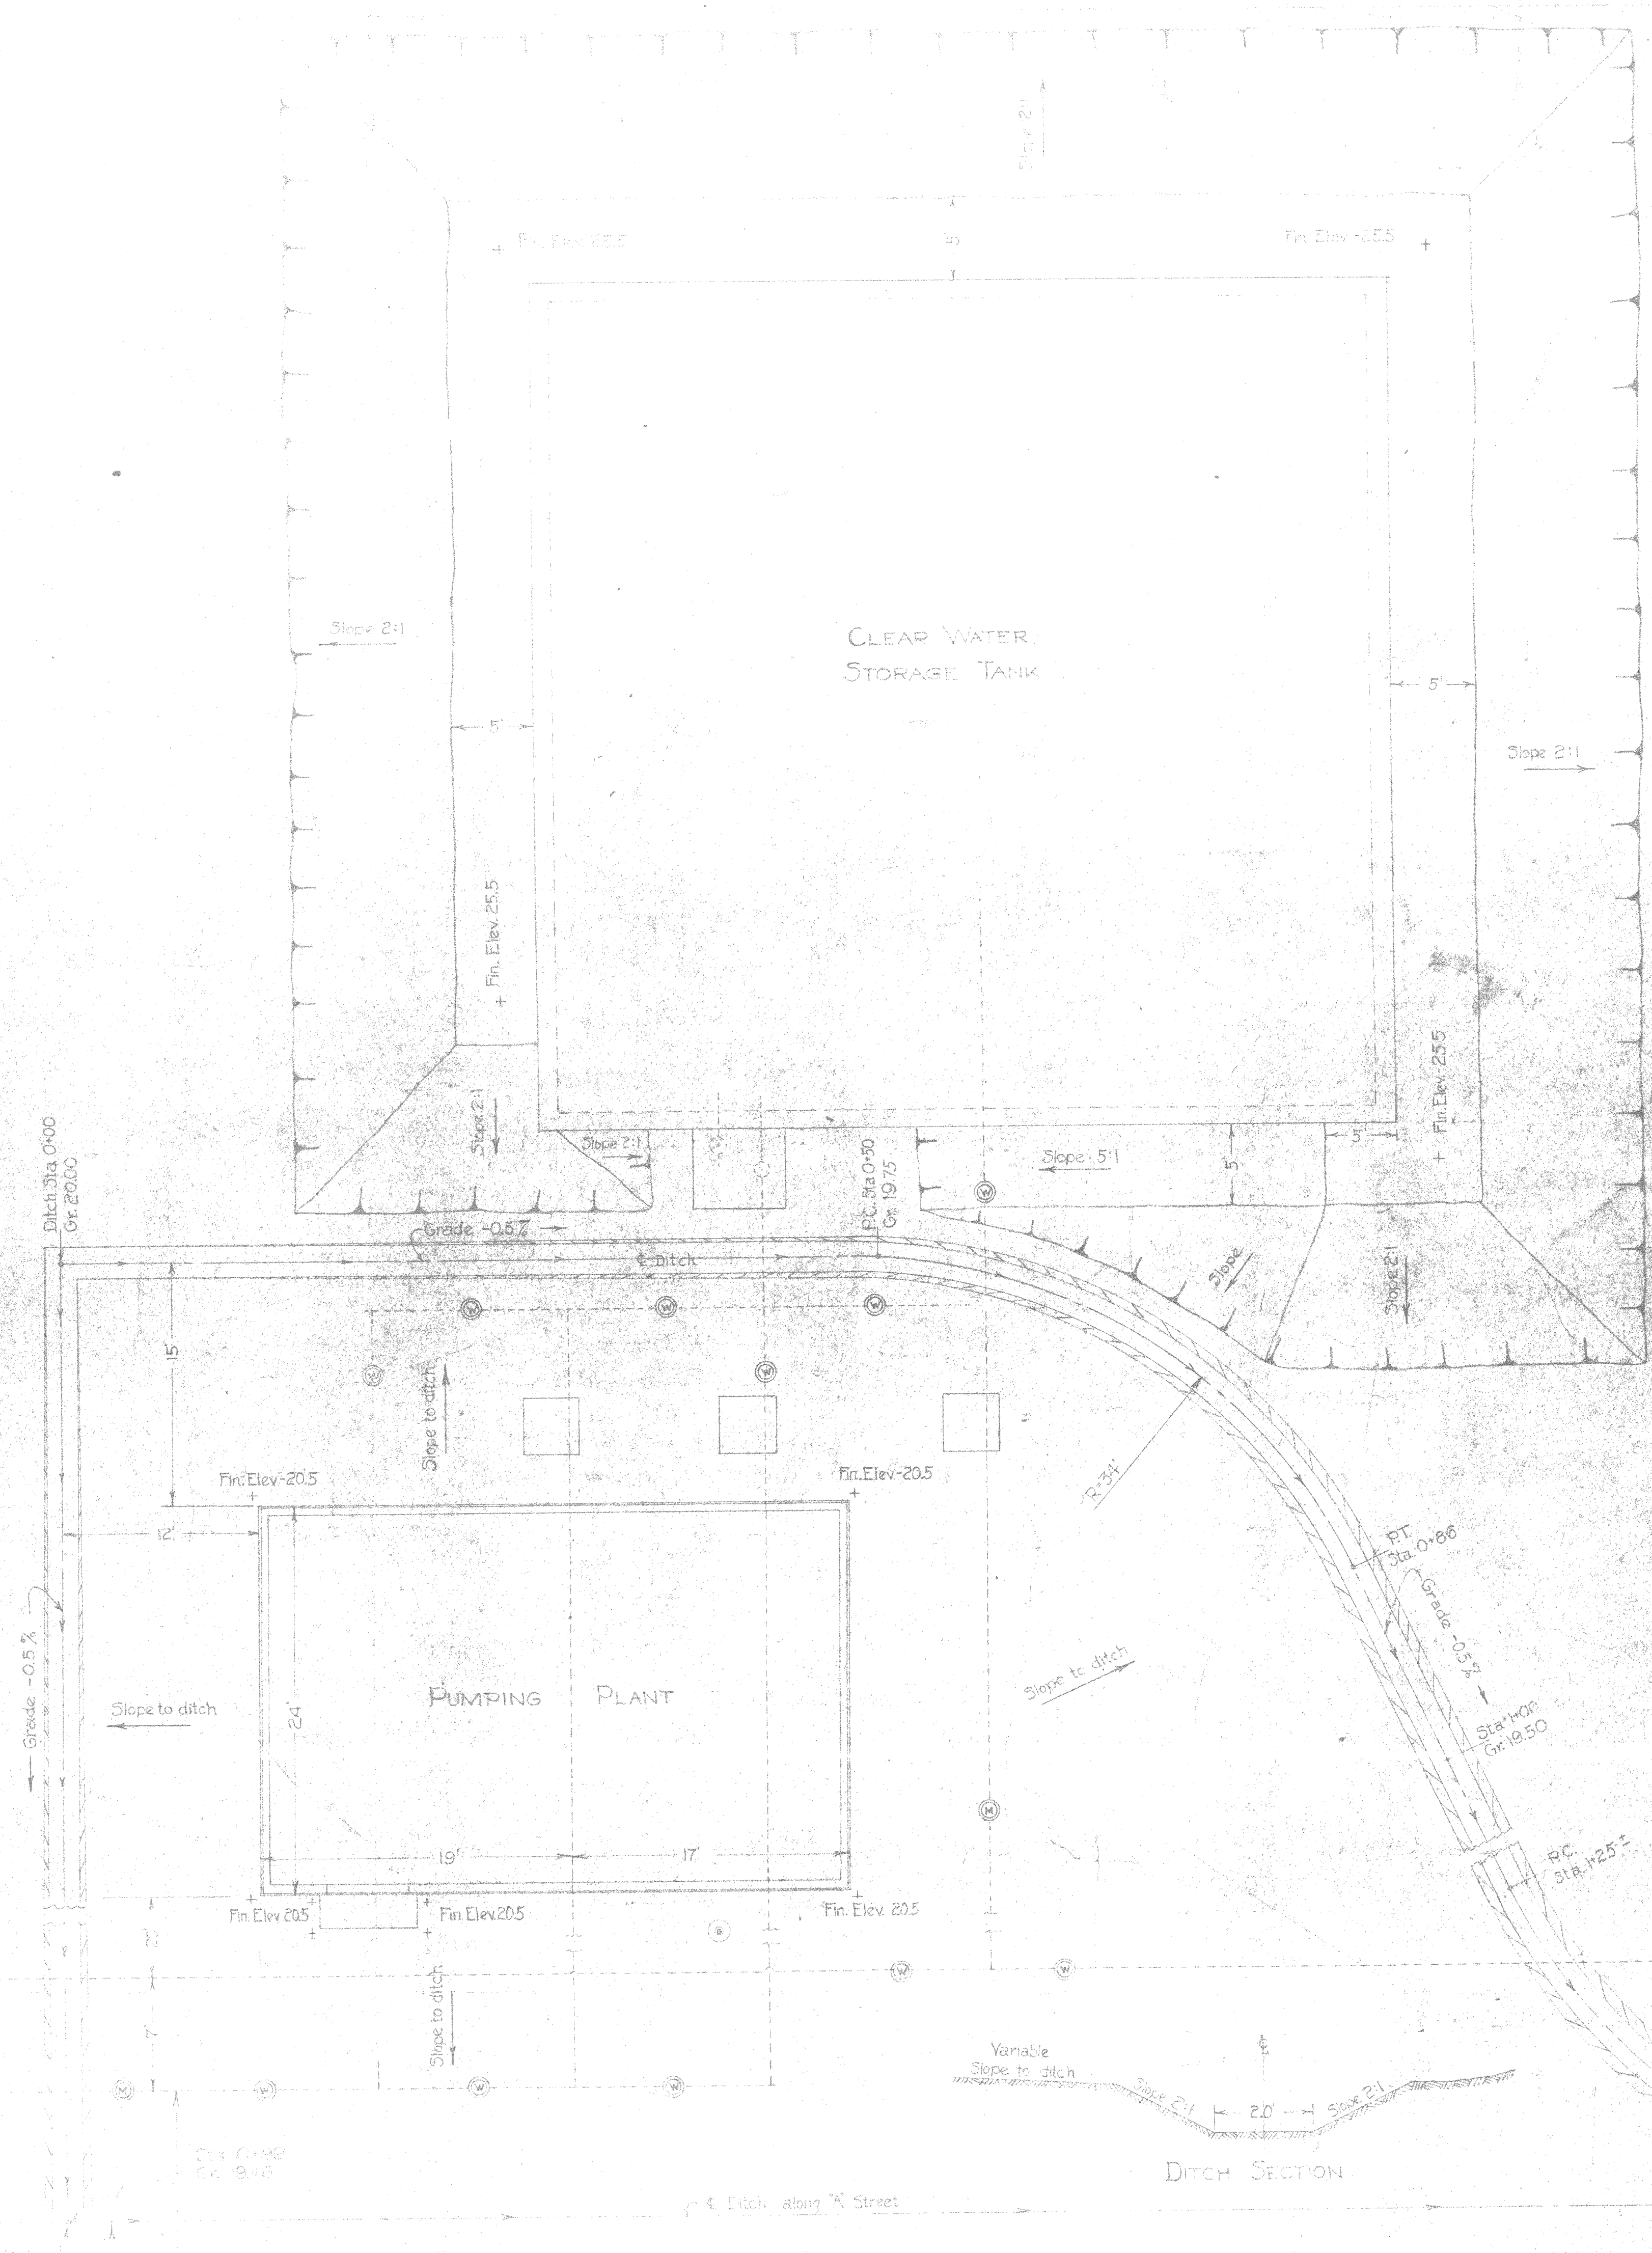 Slope 2:1
Fin. Elev. 25.5
5'
Fin. Elev - 25.5
Slope 2:1
CLEAR WATER
STORAGE TANK
5'
5'
Slope 2:1
Fin. Elev. 25.5
Fin. Elev - 25.5
Slope 2:1
Slope 2:1
Slope 5:1
5'
5'
Ditch Sta. 0+00
Gr. 20.00
P.C. Sta. 0+50
Gr. 19.75
W
Grade -0.5%
℄ Ditch
Slope
Slope 2:1
W
W
W
15'
M
W
Slope to ditch
Fin. Elev - 20.5
Fin. Elev - 20.5
R=34'
12'
P.T.
Sta. 0+86
Grade -0.5%
Grade -0.5%
Slope to ditch
24'
PUMPING PLANT
Slope to ditch
Sta. 1+00
Gr. 19.50
M
19'
17'
P.C.
Sta. 1+25±
Fin. Elev 20.5
Fin. Elev. 20.5
Fin. Elev. 20.5
W
W
7'
Slope to ditch
M
W
W
W
Variable
Slope to ditch
℄
Slope 2:1
2.0'
Slope 2:1
DITCH SECTION
Sta. 0+99
℄ Ditch along "A" Street